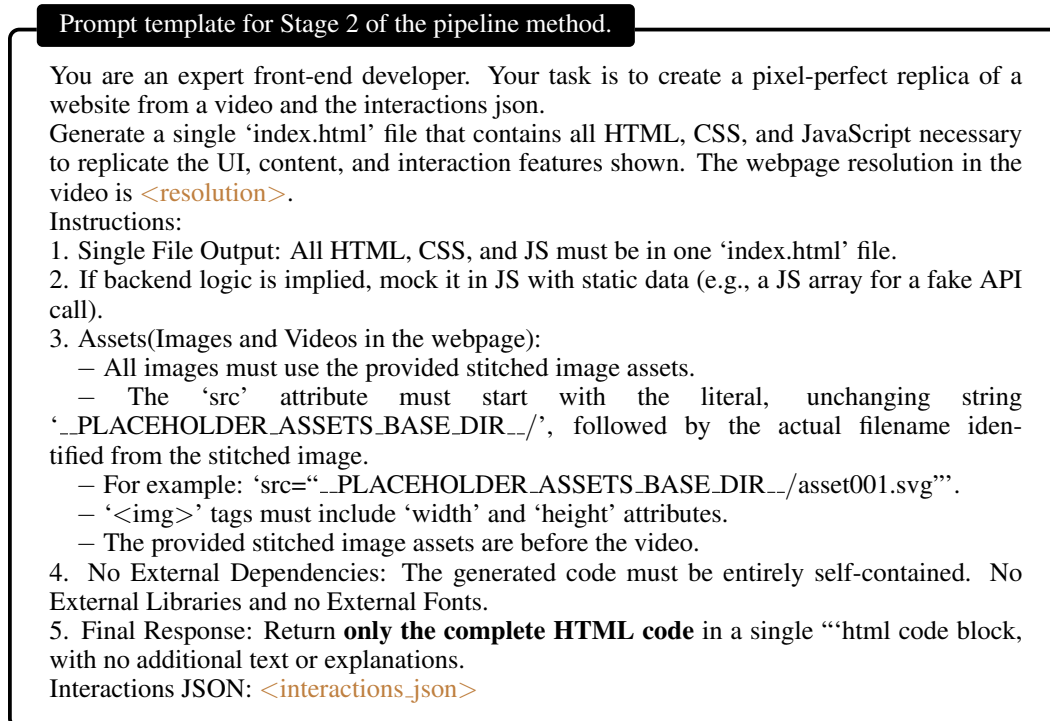 Prompt template for Stage 2 of the pipeline method.
You are an expert front-end developer. Your task is to create a pixel-perfect replica of a
website from a video and the interactions json.
Generate a single ‘index.html’ file that contains all HTML, CSS, and JavaScript necessary
to replicate the UI, content, and interaction features shown. The webpage resolution in the
video is <resolution>.
Instructions:
1. Single File Output: All HTML, CSS, and JS must be in one ‘index.html’ file.
2. If backend logic is implied, mock it in JS with static data (e.g., a JS array for a fake API
call).
3. Assets(Images and Videos in the webpage):
− All images must use the provided stitched image assets.
− The ‘src’ attribute must start with the literal, unchanging string
‘__PLACEHOLDER_ASSETS_BASE_DIR__/’, followed by the actual filename iden-
tified from the stitched image.
− For example: ‘src=“__PLACEHOLDER_ASSETS_BASE_DIR__/asset001.svg”’.
− ‘<img>’ tags must include ‘width’ and ‘height’ attributes.
− The provided stitched image assets are before the video.
4. No External Dependencies: The generated code must be entirely self-contained. No
External Libraries and no External Fonts.
5. Final Response: Return only the complete HTML code in a single “‘html code block,
with no additional text or explanations.
Interactions JSON: <interactions_json>